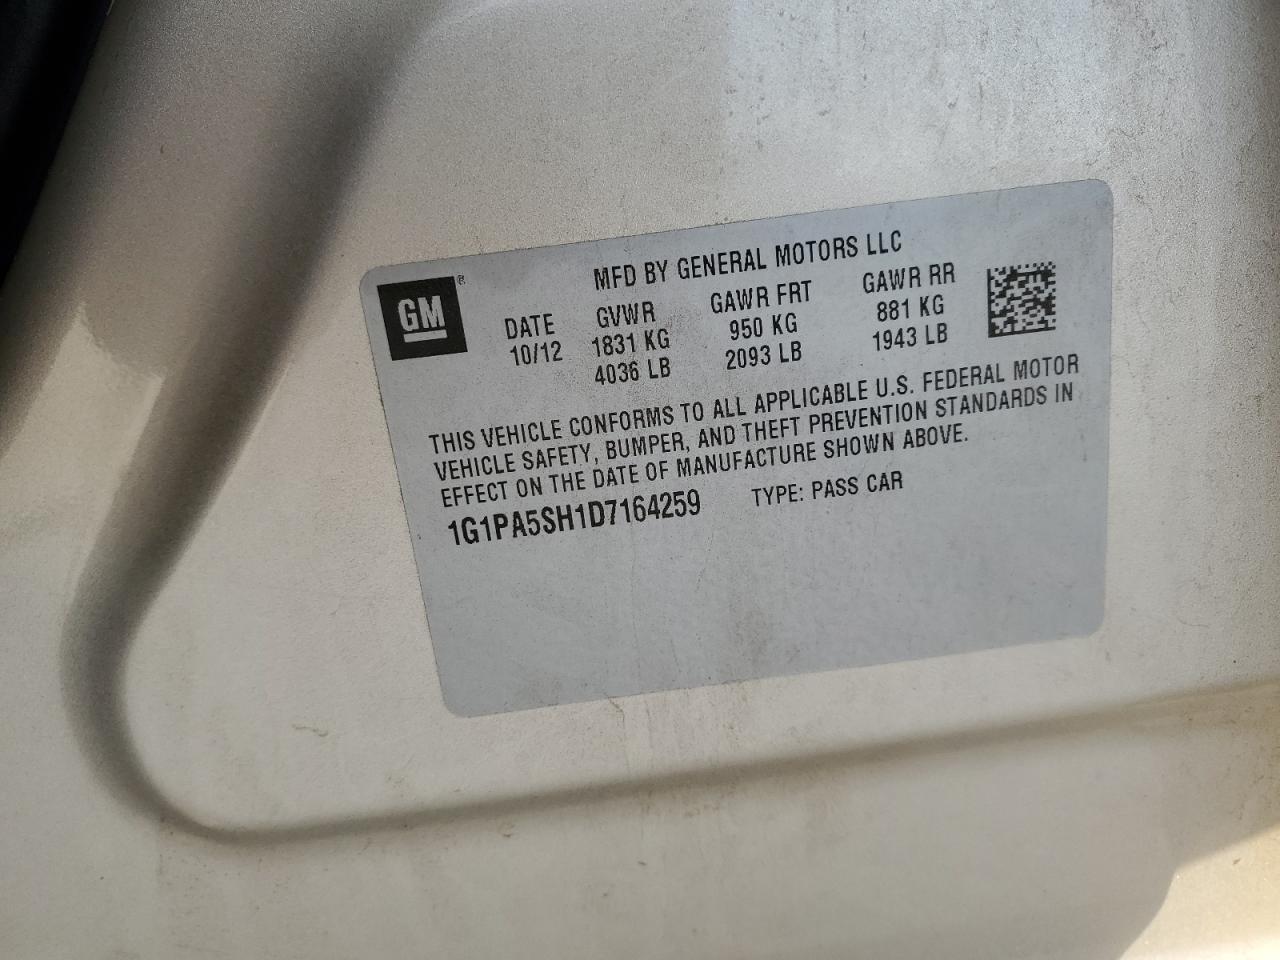 GM®
MFD BY GENERAL MOTORS LLC
DATE GVWR GAWR FRT GAWR RR
10/12 1831 KG 950 KG 881 KG
4036 LB 2093 LB 1943 LB
THIS VEHICLE CONFORMS TO ALL APPLICABLE U.S. FEDERAL MOTOR
VEHICLE SAFETY, BUMPER, AND THEFT PREVENTION STANDARDS IN
EFFECT ON THE DATE OF MANUFACTURE SHOWN ABOVE.
1G1PA5SH1D7164259 TYPE: PASS CAR